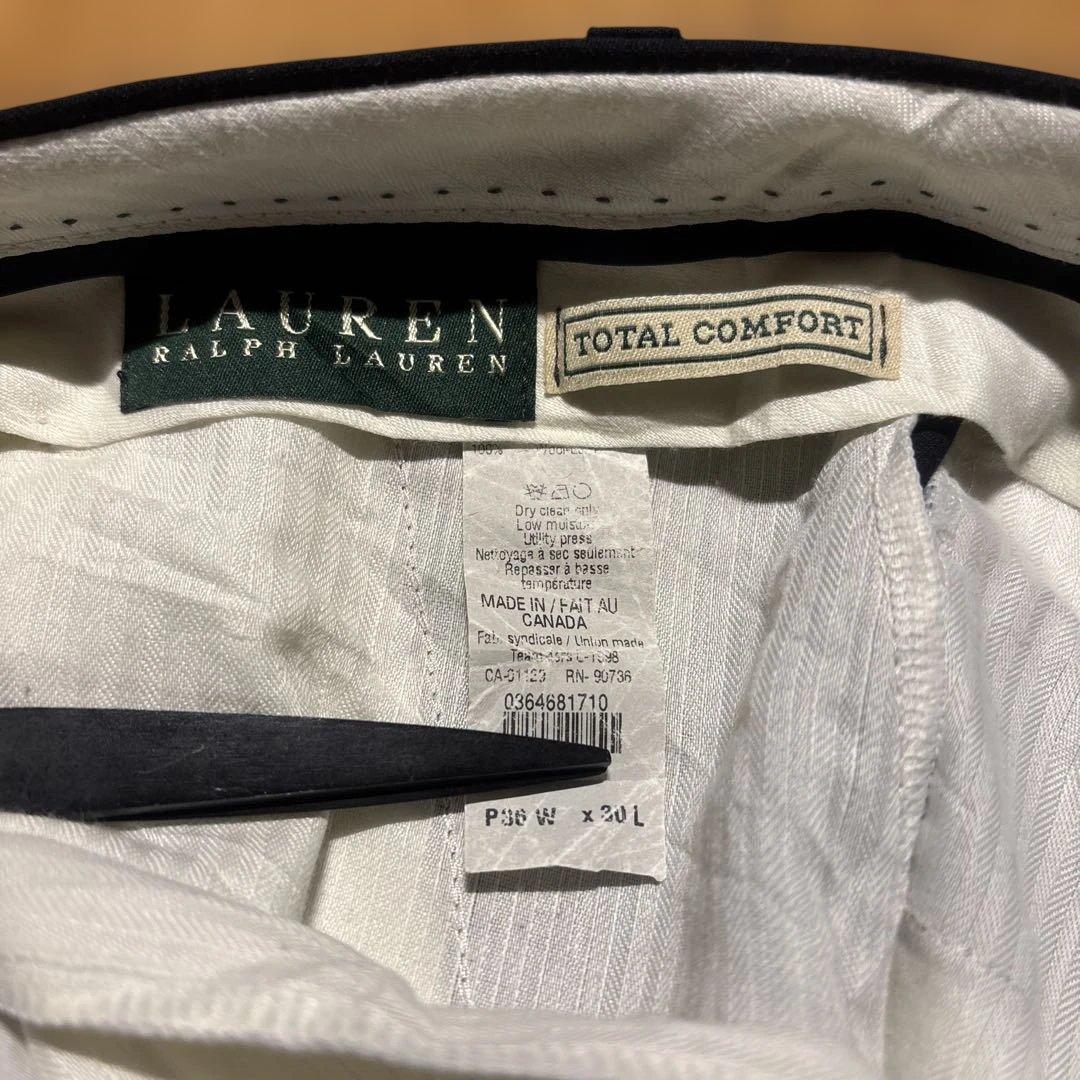 LAUREN
RALPH LAUREN
TOTAL COMFORT
100%
Dry clean only
Low
Utility press
Nettoyage à sec seulement
Repasser à basse
température
MADE IN / FAIT AU
CANADA
Fab. syndicale / Union made
CA-01123 RN- 90736
0364681710
P36 W x 30 L